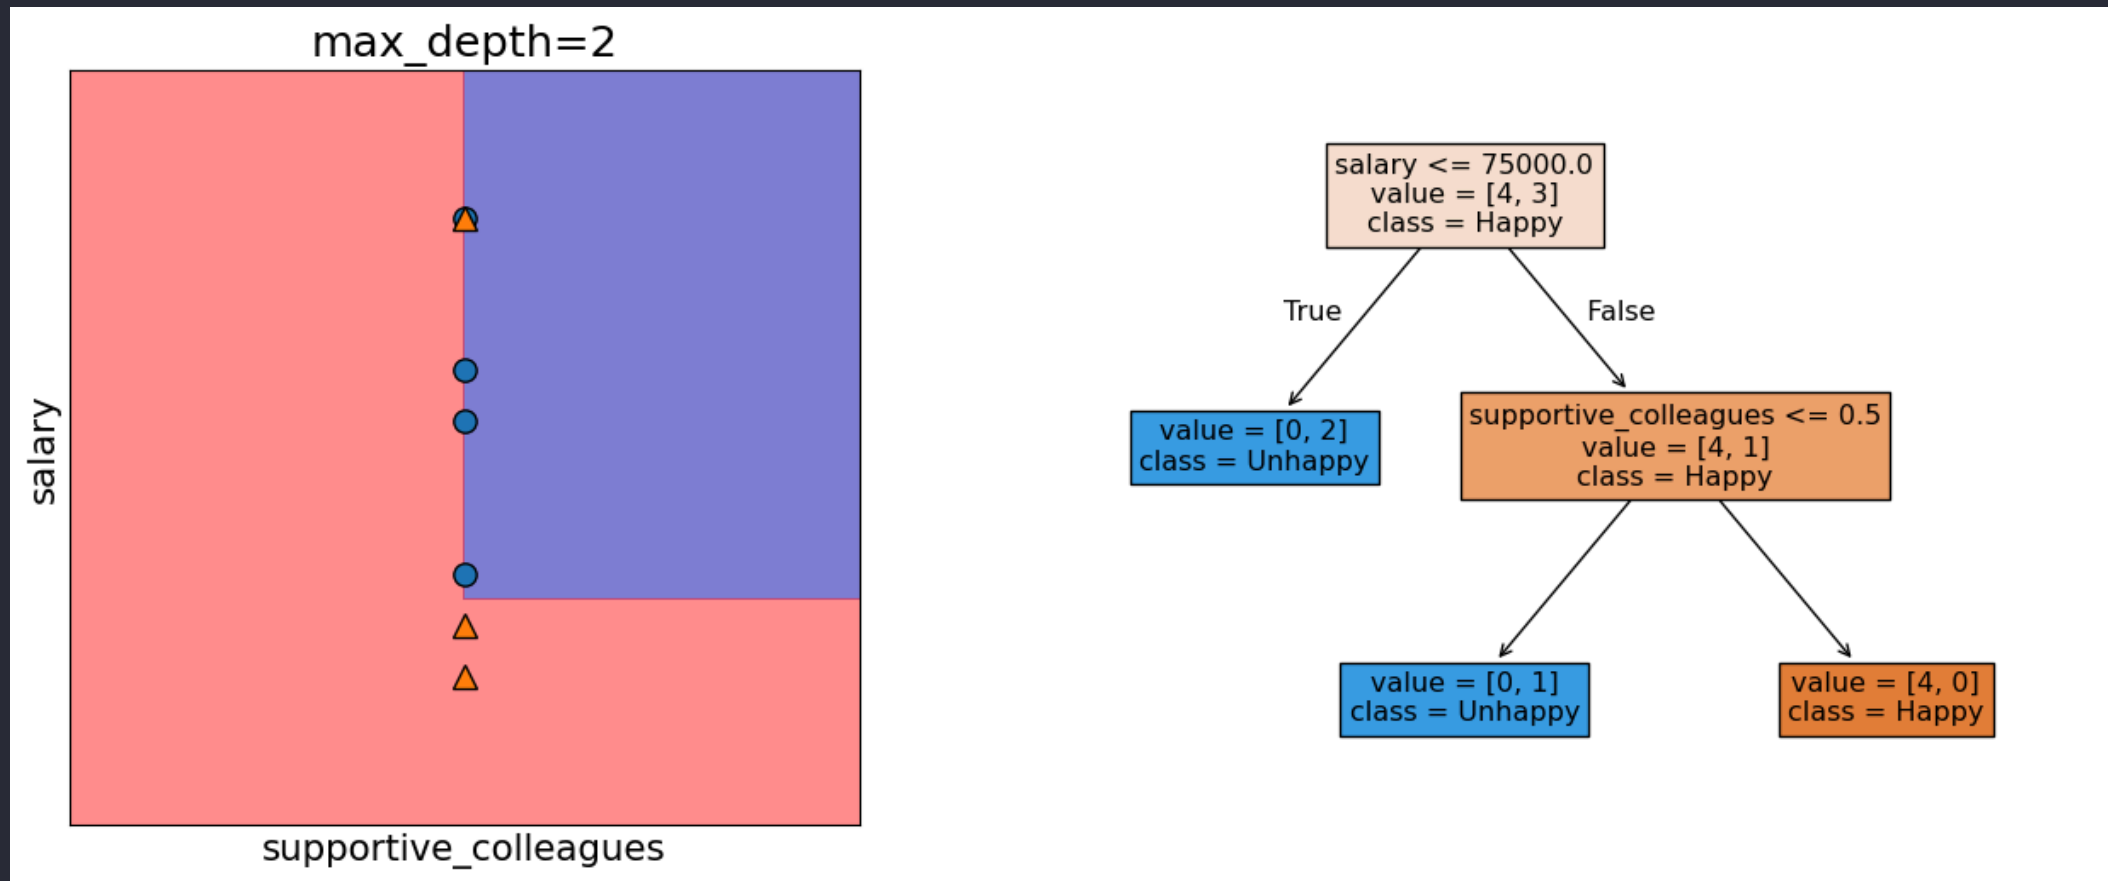 max_depth=2
salary
supportive_colleagues
salary <= 75000.0
value = [4, 3]
class = Happy
True
False
value = [0, 2]
class = Unhappy
supportive_colleagues <= 0.5
value = [4, 1]
class = Happy
value = [0, 1]
class = Unhappy
value = [4, 0]
class = Happy